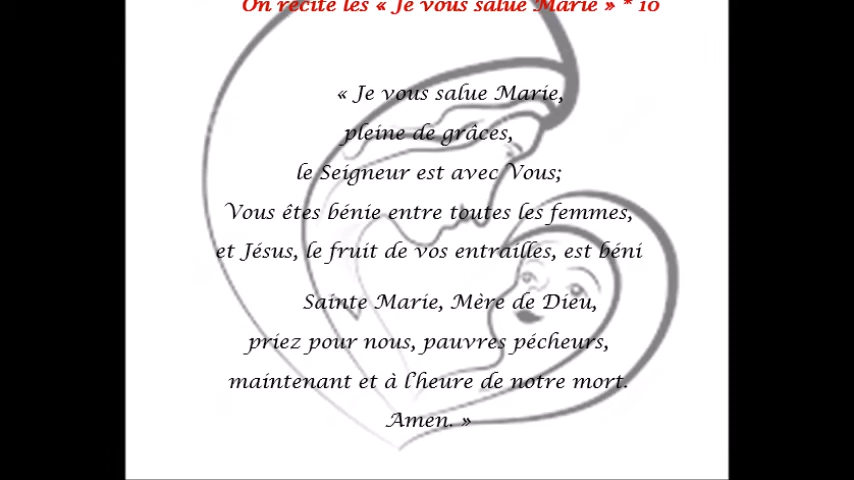 On récite les « Je vous salue Marie » * 10
« Je vous salue Marie,
pleine de grâces,
le Seigneur est avec Vous;
Vous êtes bénie entre toutes les femmes,
et Jésus, le fruit de vos entrailles, est béni
Sainte Marie, Mère de Dieu,
priez pour nous, pauvres pécheurs,
maintenant et à l'heure de notre mort.
Amen. »